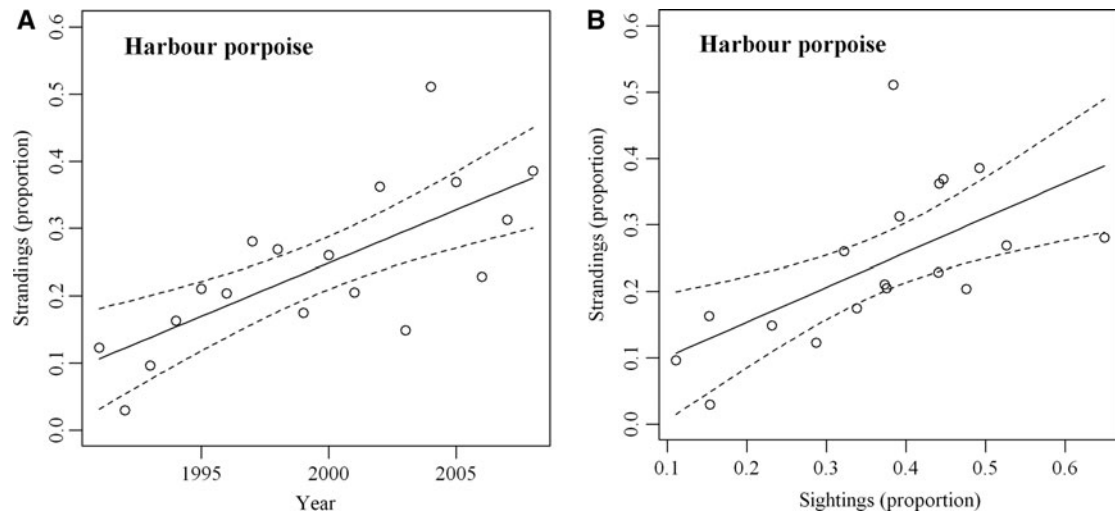 A
Harbour porpoise
Strandings (proportion)
0.6
0.5
0.4
0.3
0.2
0.1
0.0
1995 2000 2005
Year
B
Harbour porpoise
Strandings (proportion)
0.6
0.5
0.4
0.3
0.2
0.1
0.0
0.1 0.2 0.3 0.4 0.5 0.6
Sightings (proportion)